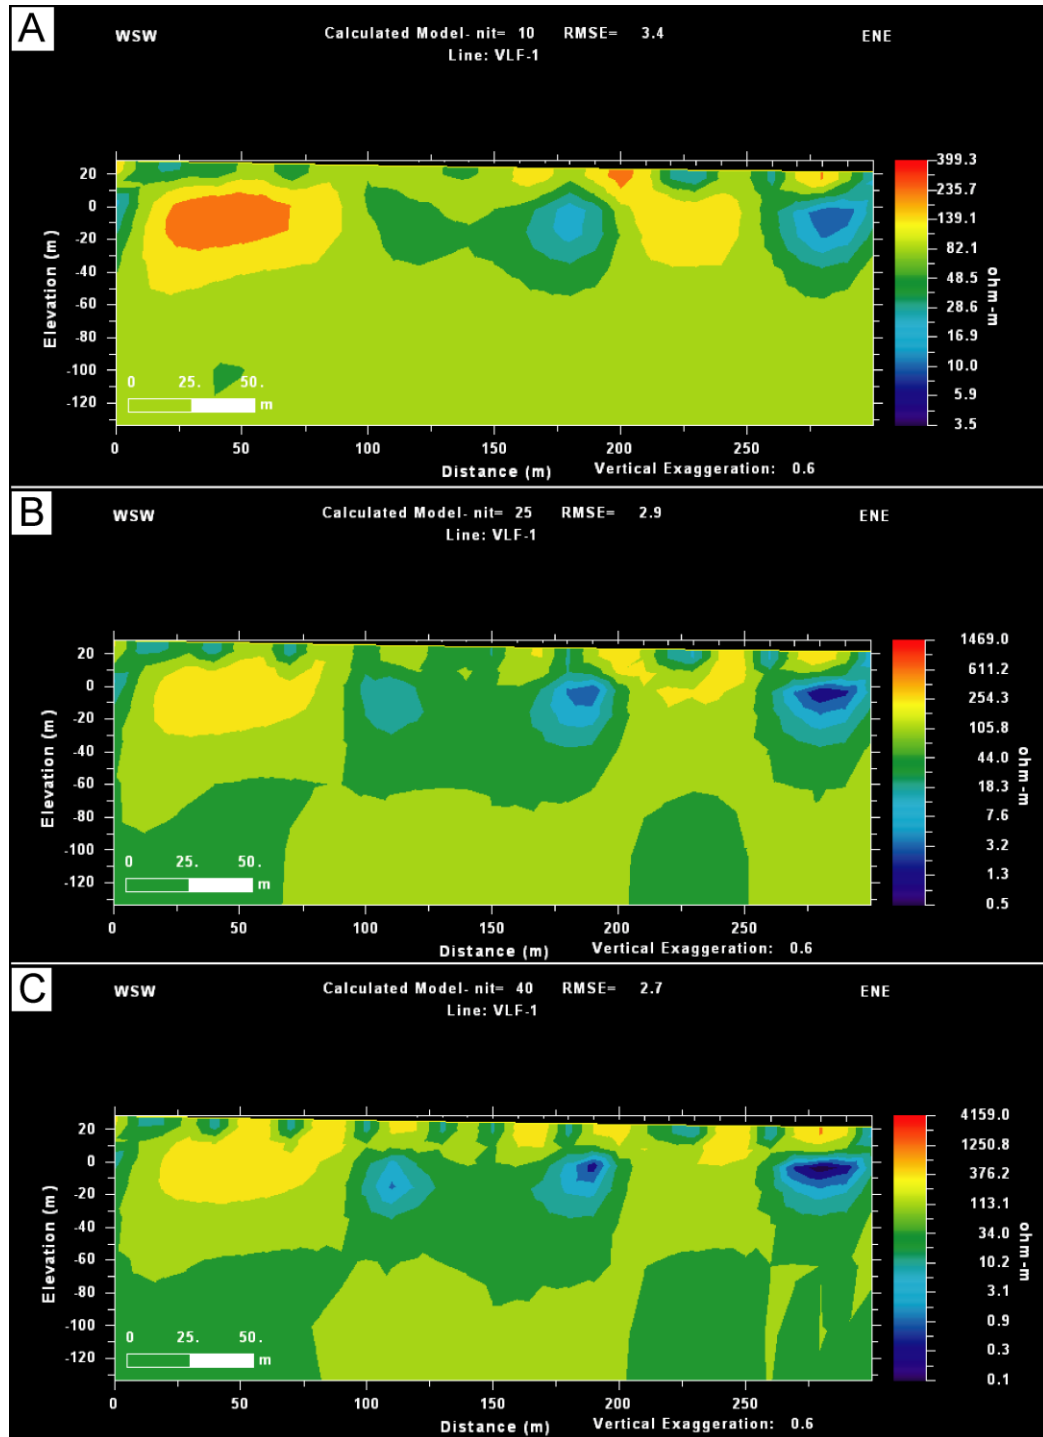 A
WSW Calculated Model- nit= 10 RMSE= 3.4 ENE
Line: VLF-1
20
0
-20
-40
-60
-80
-100
-120
Elevation (m)
0 25. 50.
m
0 50 100 150 200 250
Distance (m) Vertical Exaggeration: 0.6
399.3
235.7
139.1
82.1
48.5
28.6
16.9
10.0
5.9
3.5
ohm-m
B
WSW Calculated Model- nit= 25 RMSE= 2.9 ENE
Line: VLF-1
20
0
-20
-40
-60
-80
-100
-120
Elevation (m)
0 25. 50.
m
0 50 100 150 200 250
Distance (m) Vertical Exaggeration: 0.6
1469.0
611.2
254.3
105.8
44.0
18.3
7.6
3.2
1.3
0.5
ohm-m
C
WSW Calculated Model- nit= 40 RMSE= 2.7 ENE
Line: VLF-1
20
0
-20
-40
-60
-80
-100
-120
Elevation (m)
0 25. 50.
m
0 50 100 150 200 250
Distance (m) Vertical Exaggeration: 0.6
4159.0
1250.8
376.2
113.1
34.0
10.2
3.1
0.9
0.3
0.1
ohm-m